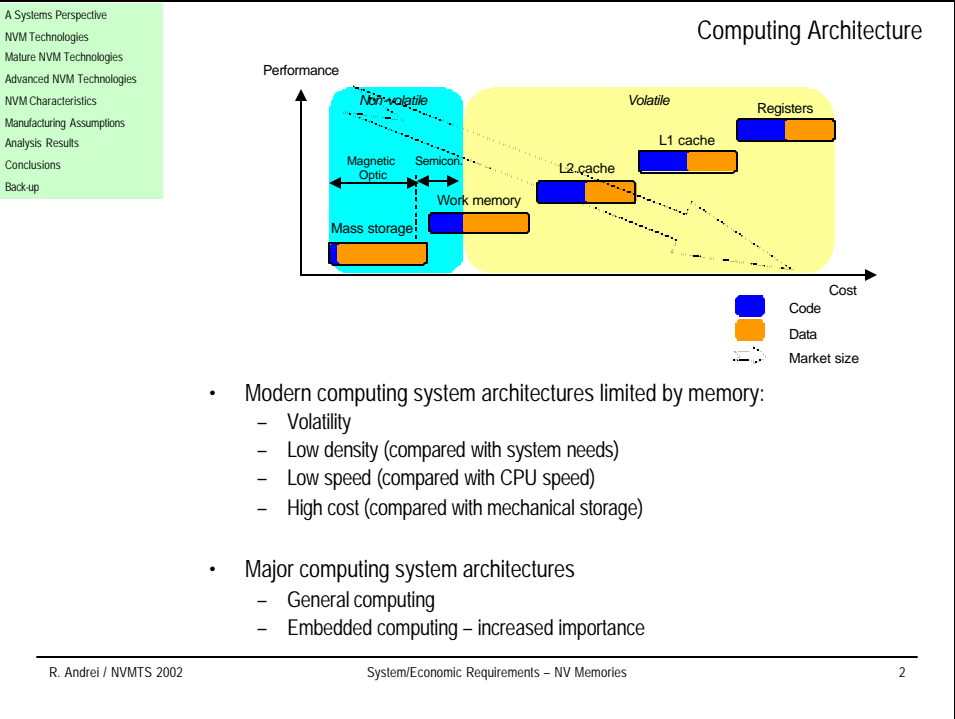 A Systems Perspective
NVM Technologies
Mature NVM Technologies
Advanced NVM Technologies
NVM Characteristics
Manufacturing Assumptions
Analysis Results
Conclusions
Back-up
Computing Architecture
Performance
Non-volatile
Volatile
Registers
L1 cache
Magnetic
Optic
Semicon.
L2 cache
Work memory
Mass storage
Cost
Code
Data
Market size
• Modern computing system architectures limited by memory:
– Volatility
– Low density (compared with system needs)
– Low speed (compared with CPU speed)
– High cost (compared with mechanical storage)
• Major computing system architectures
– General computing
– Embedded computing – increased importance
R. Andrei / NVMTS 2002
System/Economic Requirements – NV Memories
2